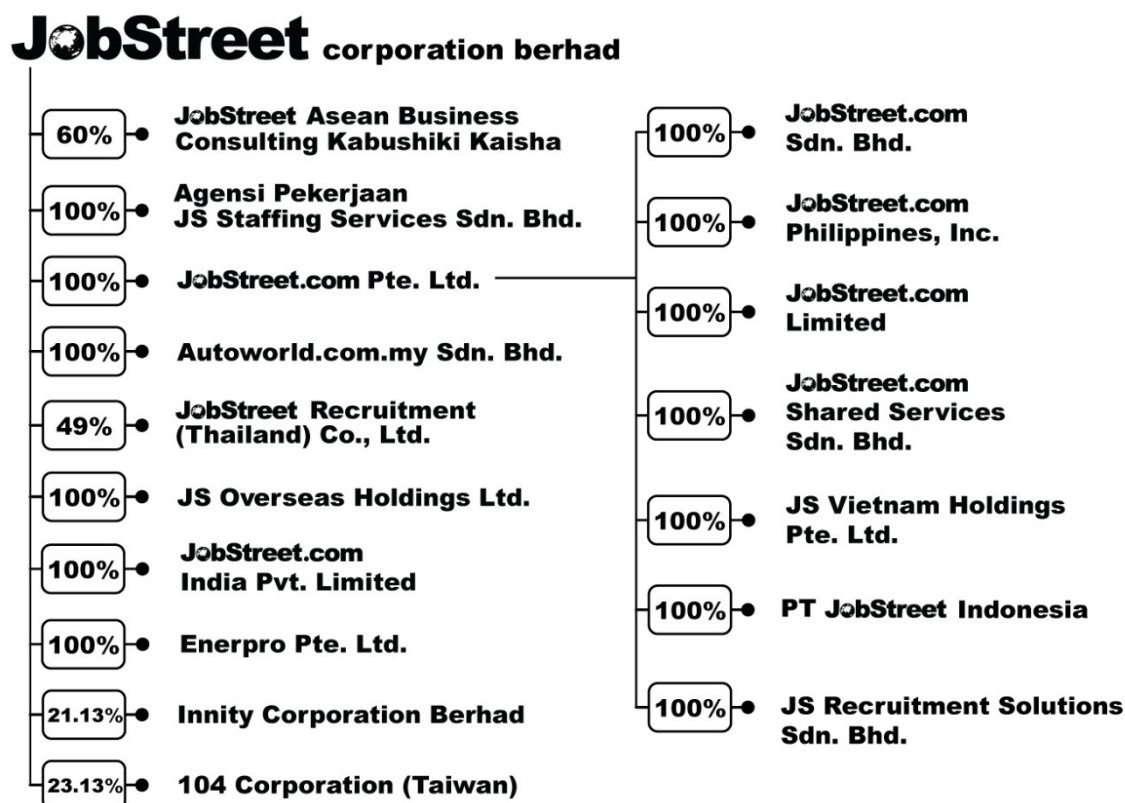 JobStreet corporation berhad
60%
JobStreet Asean Business
Consulting Kabushiki Kaisha
100%
Agensi Pekerjaan
JS Staffing Services Sdn. Bhd.
100%
JobStreet.com Pte. Ltd.
100%
Autoworld.com.my Sdn. Bhd.
49%
JobStreet Recruitment
(Thailand) Co., Ltd.
100%
JS Overseas Holdings Ltd.
100%
JobStreet.com
India Pvt. Limited
100%
Enerpro Pte. Ltd.
21.13%
Innity Corporation Berhad
23.13%
104 Corporation (Taiwan)
100%
JobStreet.com
Sdn. Bhd.
100%
JobStreet.com
Philippines, Inc.
100%
JobStreet.com
Limited
100%
JobStreet.com
Shared Services
Sdn. Bhd.
100%
JS Vietnam Holdings
Pte. Ltd.
100%
PT JobStreet Indonesia
100%
JS Recruitment Solutions
Sdn. Bhd.